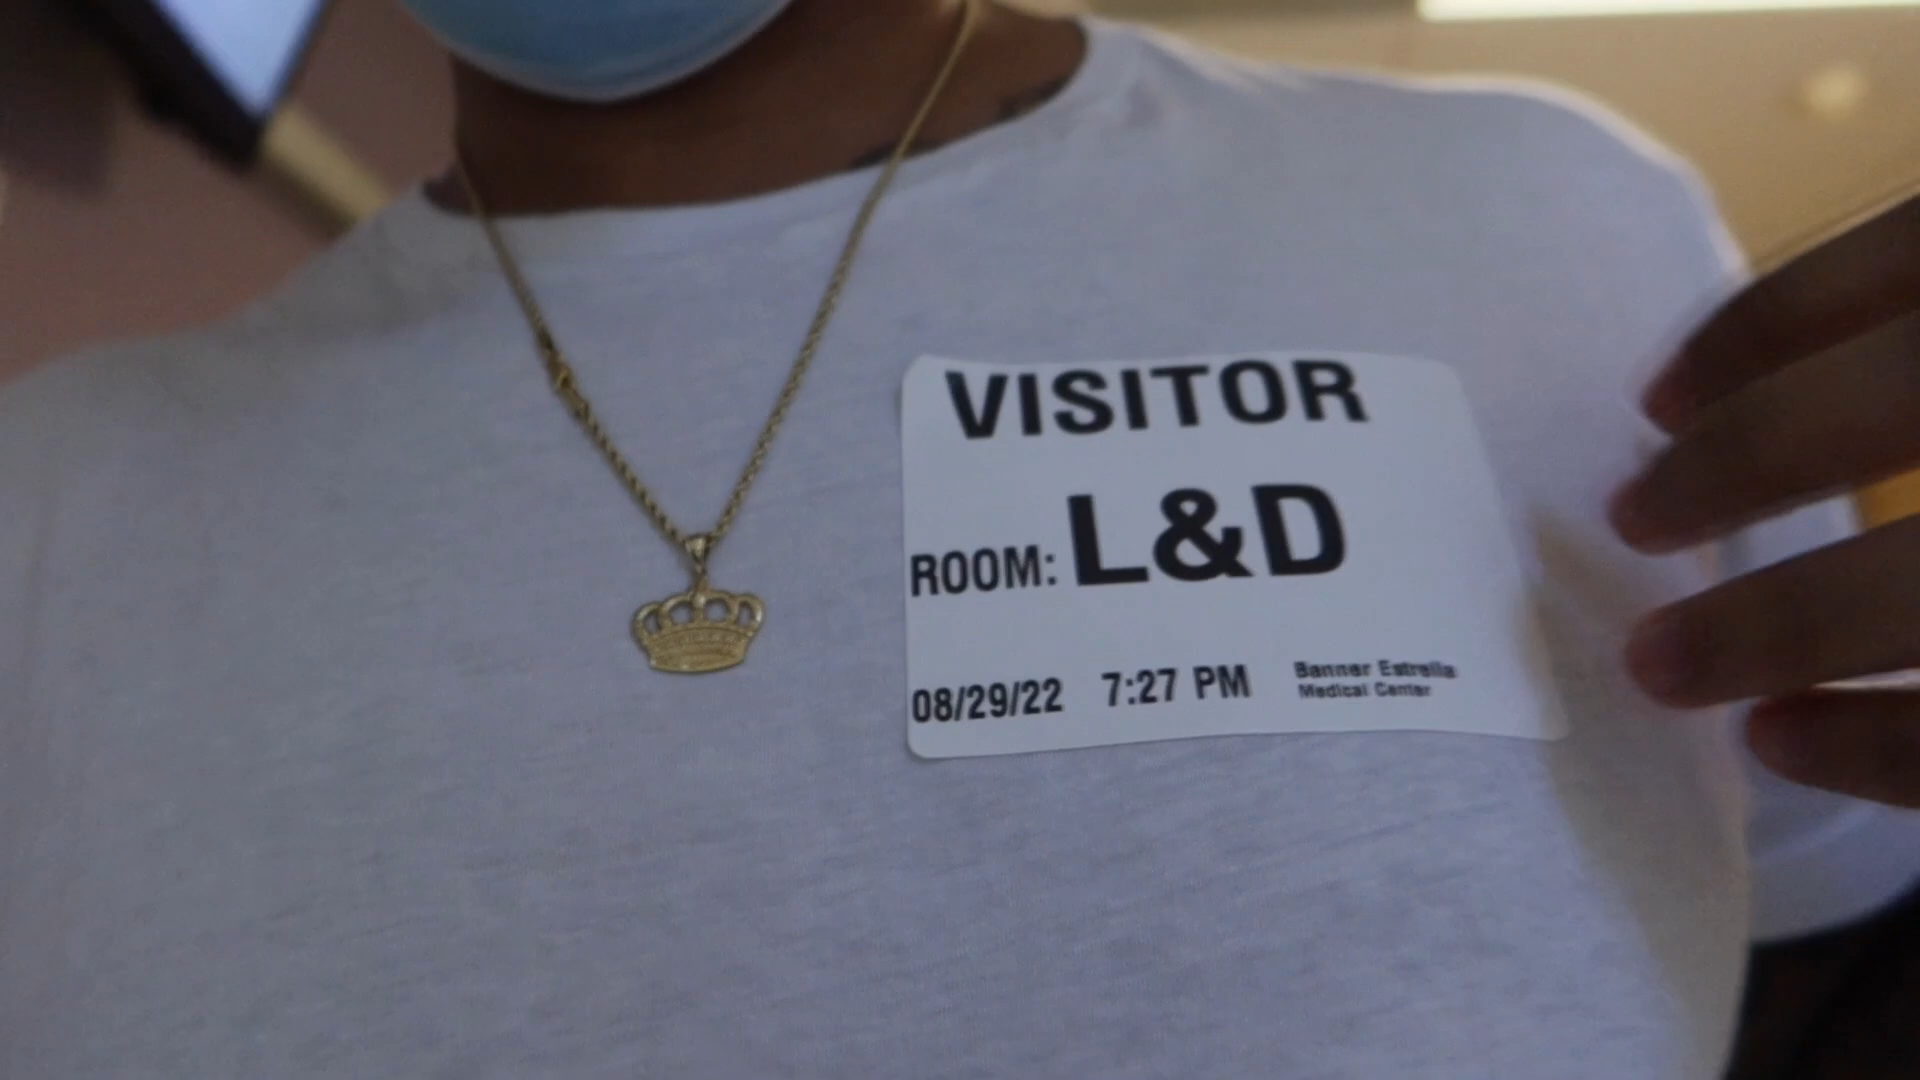 VISITOR
ROOM: L&D
08/29/22 7:27 PM Banner Estrella
Medical Center